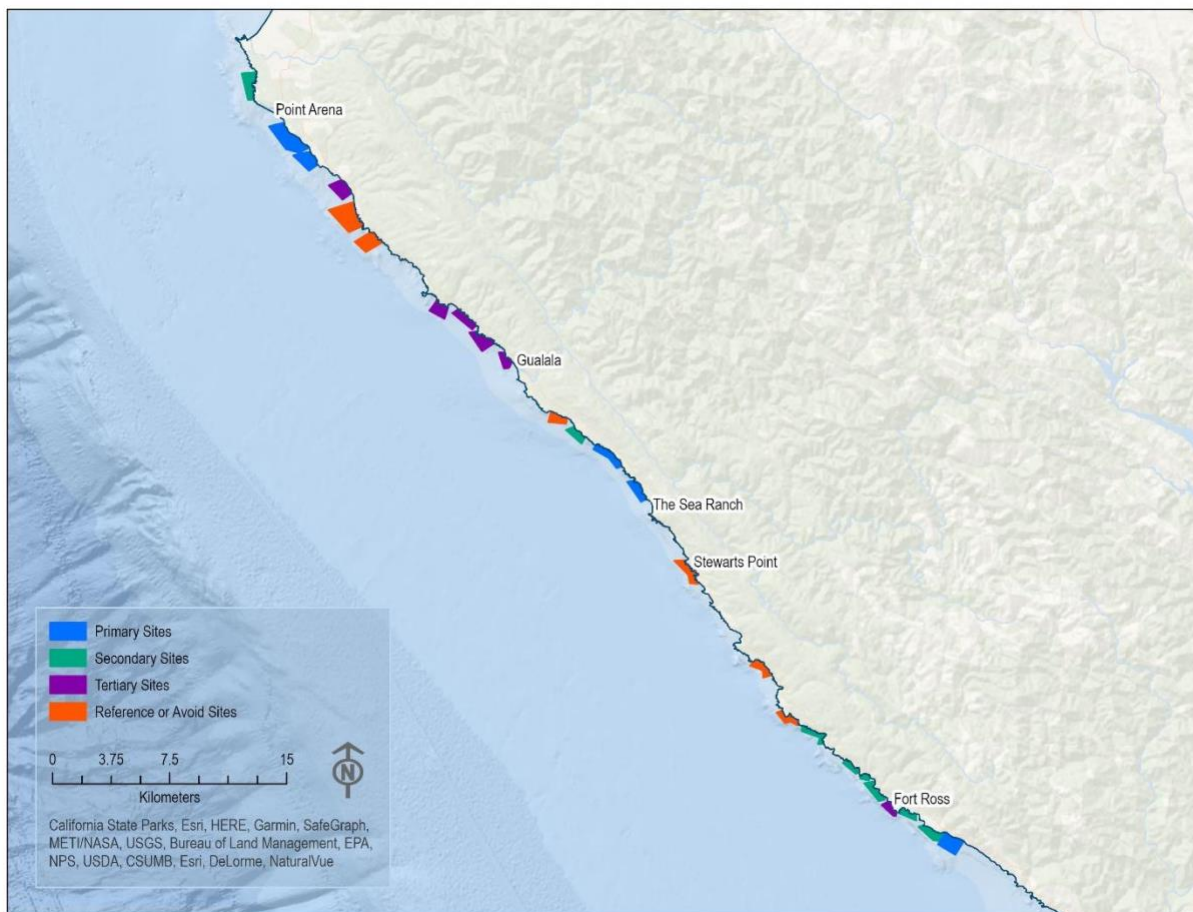 Point Arena
Gualala
The Sea Ranch
Stewarts Point
Fort Ross
Primary Sites
Secondary Sites
Tertiary Sites
Reference or Avoid Sites
0 3.75 7.5 15
Kilometers
N
California State Parks, Esri, HERE, Garmin, SafeGraph,
METI/NASA, USGS, Bureau of Land Management, EPA,
NPS, USDA, CSUMB, Esri, DeLorme, NaturalVue